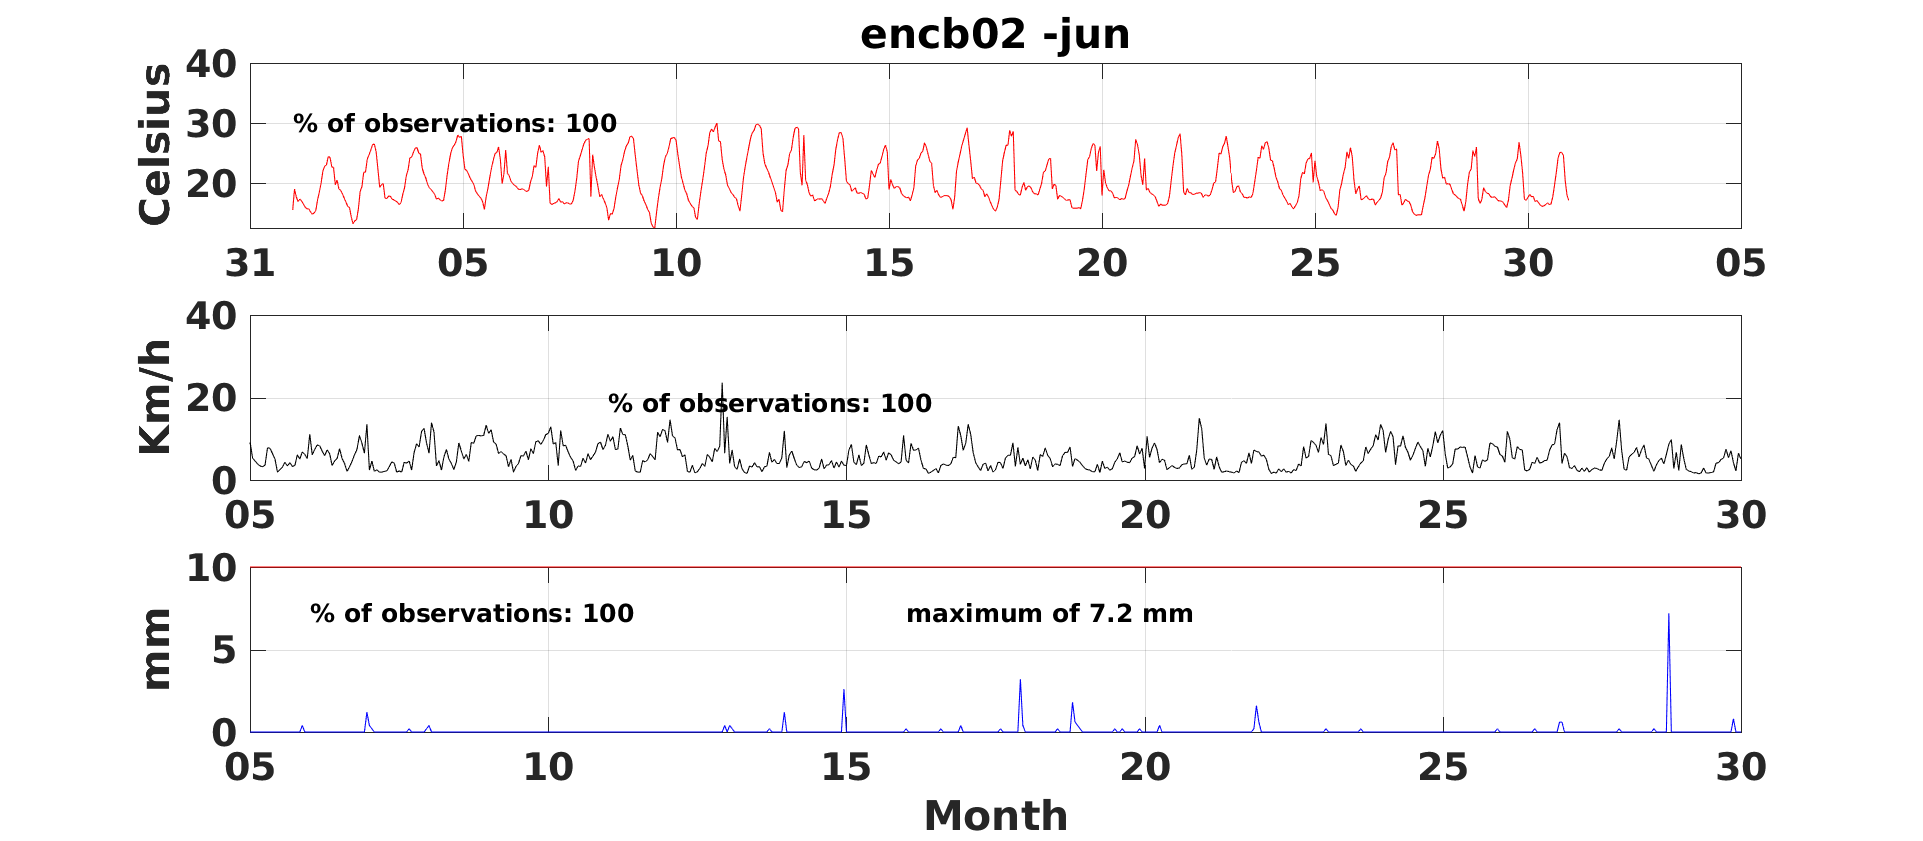 encb02 -jun
Celsius
40
30
20
% of observations: 100
31 05 10 15 20 25 30 05
Km/h
40
20
0
% of observations: 100
05 10 15 20 25 30
mm
10
5
0
% of observations: 100 maximum of 7.2 mm
05 10 15 20 25 30
Month